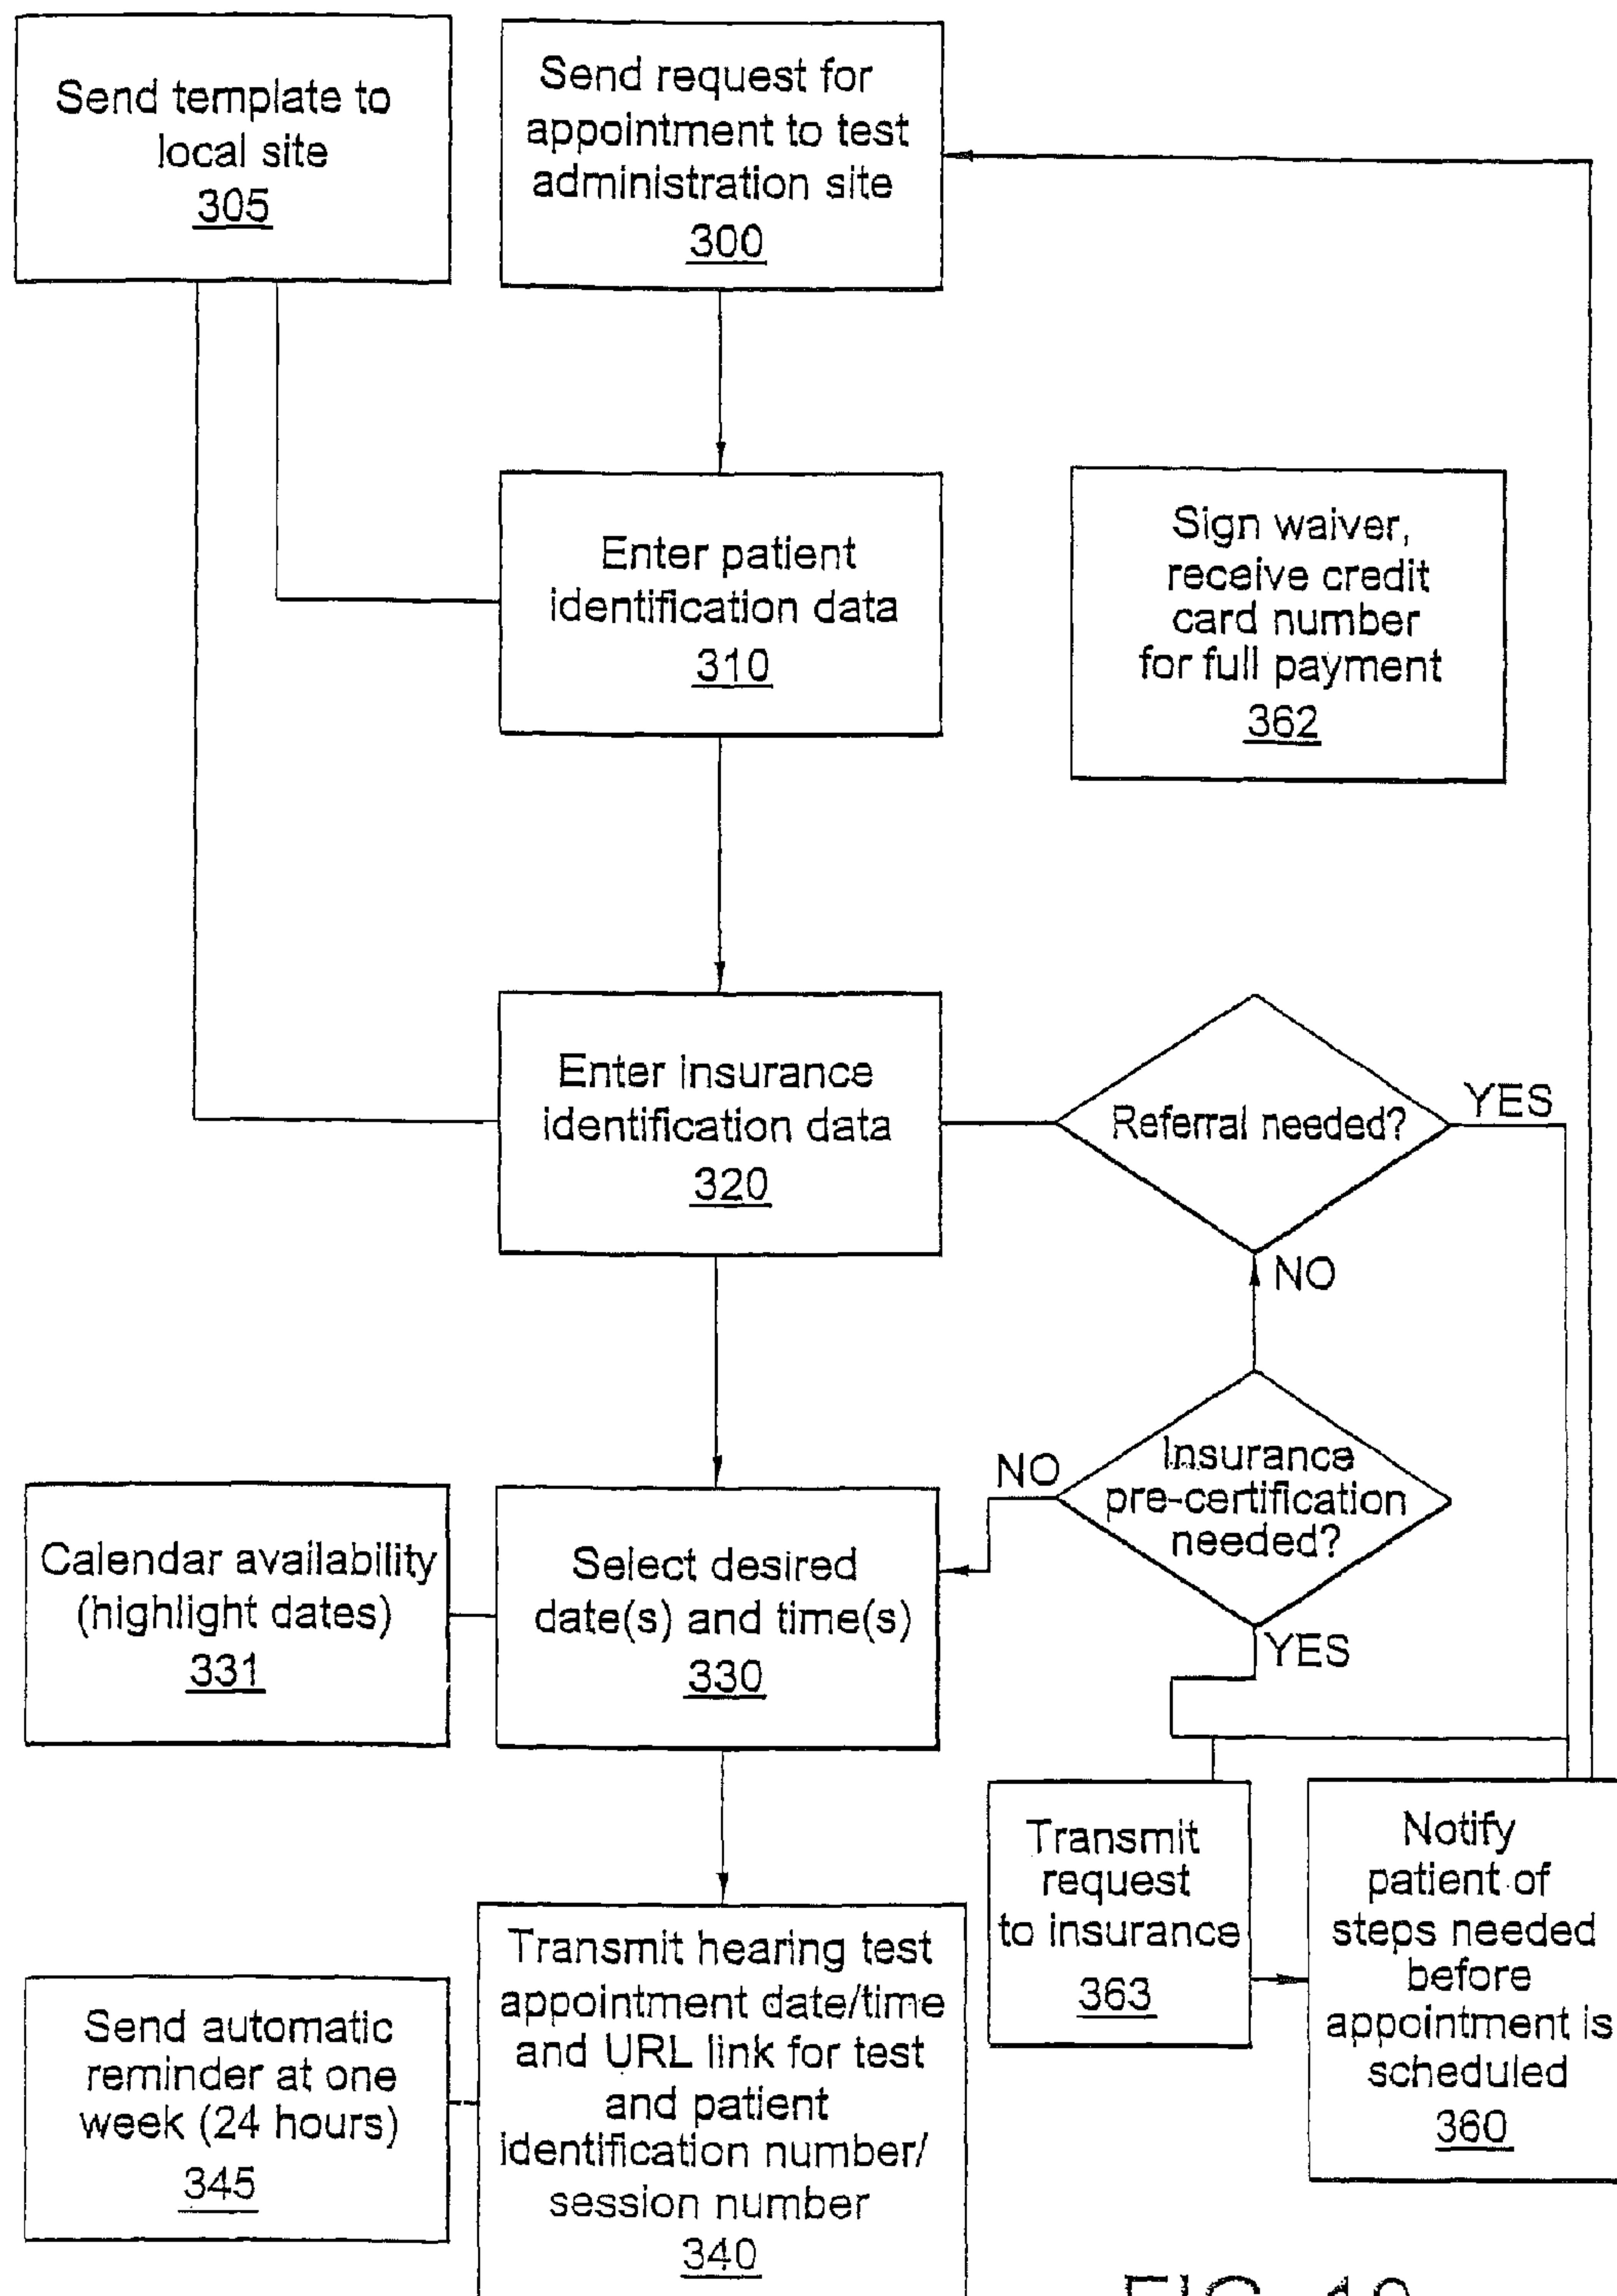 Send template to
local site
305
Send request for
appointment to test
administration site
300
Enter patient
identification data
310
Sign waiver,
receive credit
card number
for full payment
362
Enter insurance
identification data
320
Referral needed?
YES
NO
Insurance
pre-certification
needed?
NO
YES
Calendar availability
(highlight dates)
331
Select desired
date(s) and time(s)
330
Transmit
request
to insurance
363
Notify
patient of
steps needed
before
appointment is
scheduled
360
Send automatic
reminder at one
week (24 hours)
345
Transmit hearing test
appointment date/time
and URL link for test
and patient
identification number/
session number
340